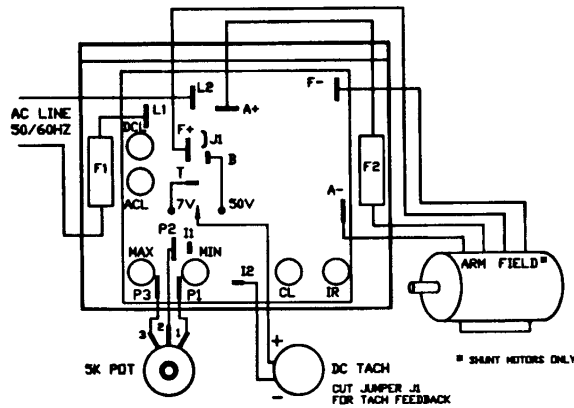 L1
L2
A+
F-
AC LINE
50/60HZ
DCL
F+
J1
B
F1
F2
T
ACL
7V
50V
A-
P2
I1
MAX
MIN
I2
CL
IR
P3
P1
ARM FIELD*
3 2 1
+
-
5K POT
DC TACH
CUT JUMPER J1
FOR TACH FEEDBACK
* SHUNT MOTORS ONLY